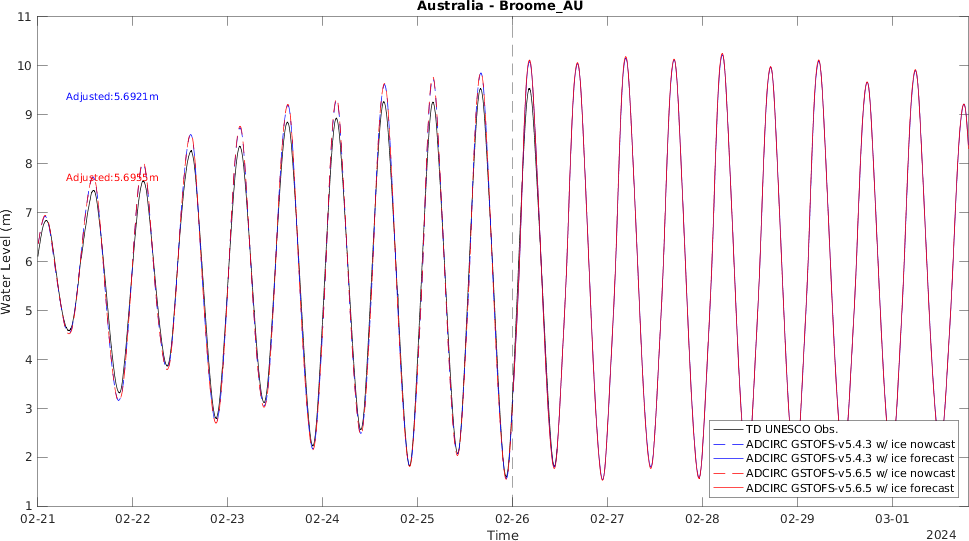 Australia - Broome_AU
11
10
9
8
7
6
5
4
3
2
1
Water Level (m)
Adjusted:5.6921m
Adjusted:5.6955m
TD UNESCO Obs.
ADCIRC GSTOFS-v5.4.3 w/ ice nowcast
ADCIRC GSTOFS-v5.4.3 w/ ice forecast
ADCIRC GSTOFS-v5.6.5 w/ ice nowcast
ADCIRC GSTOFS-v5.6.5 w/ ice forecast
02-21 02-22 02-23 02-24 02-25 02-26 02-27 02-28 02-29 03-01
Time
2024